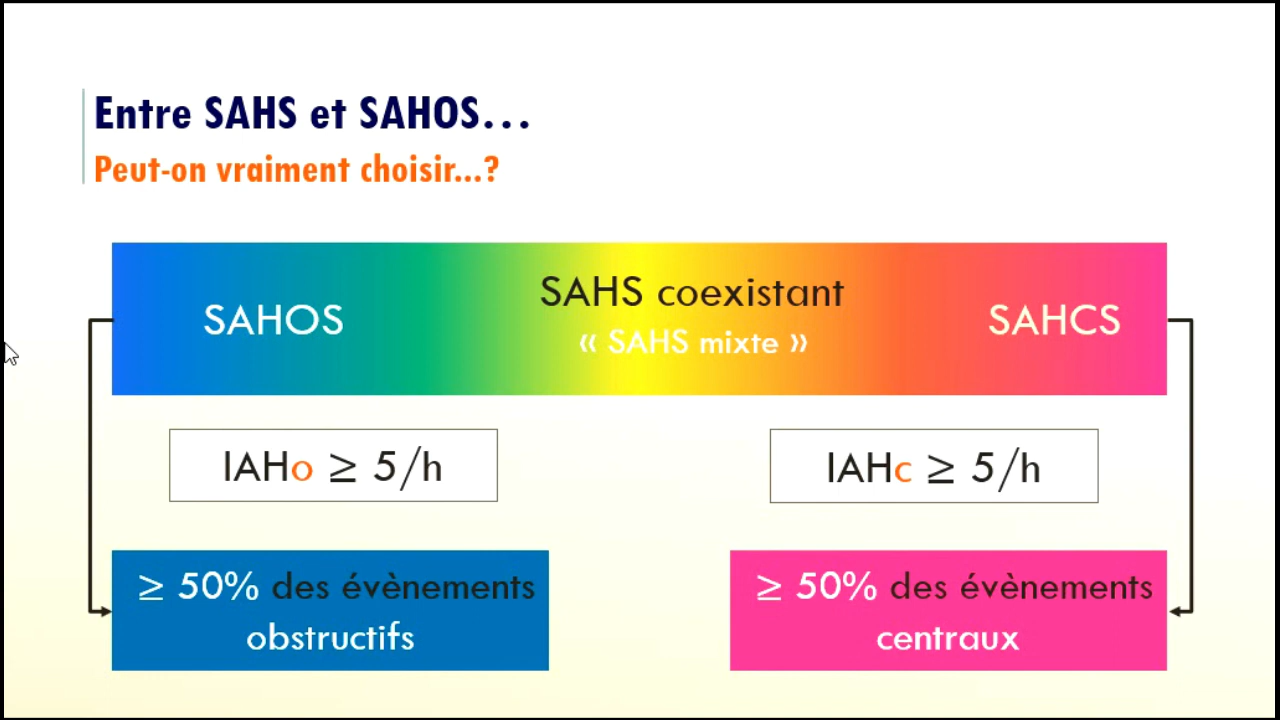 Entre SAHS et SAHOS...
Peut-on vraiment choisir...?
SAHOS
SAHS coexistant
« SAHS mixte »
SAHCS
IAHo ≥ 5/h
IAHc ≥ 5/h
≥ 50% des évènements
obstructifs
≥ 50% des évènements
centraux